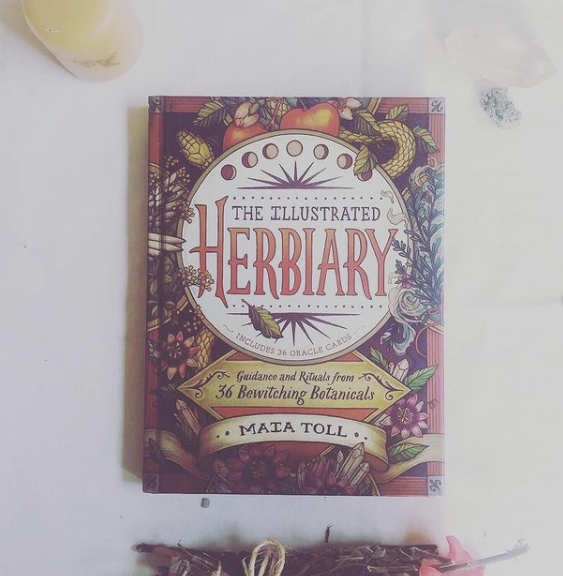 THE ILLUSTRATED
HERBIARY
INCLUDES 36 ORACLE CARDS
Guidance and Rituals from
36 Bewitching Botanicals
MAIA TOLL